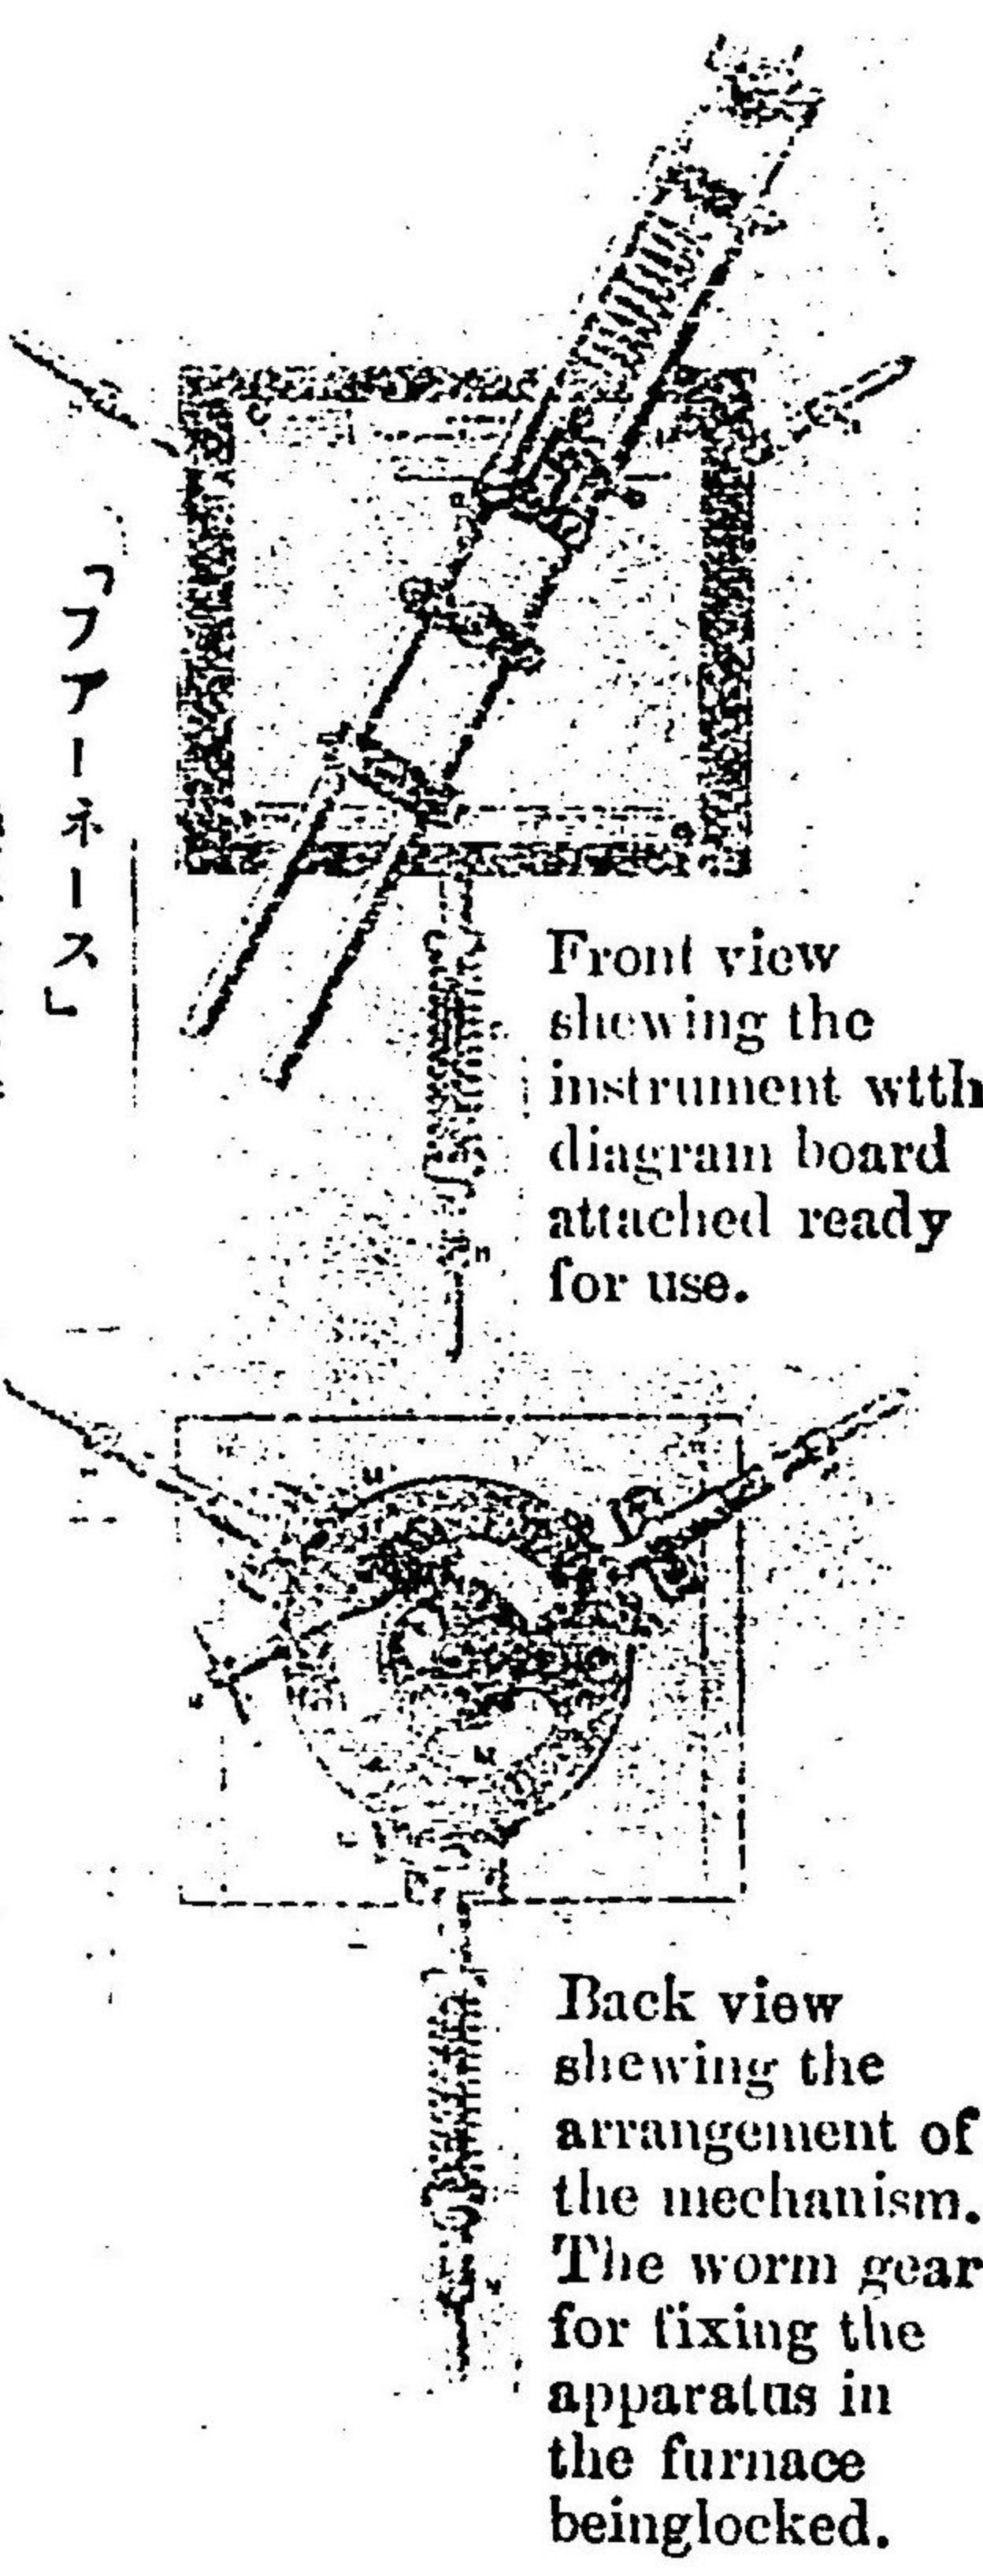 「フアーネース」
Front view
shewing the
instrument wtth
diagram board
attached ready
for use.
Back view
shewing the
arrangement of
the mechanism.
The worm gear
for fixing the
apparatus in
the furnace
beinglocked.